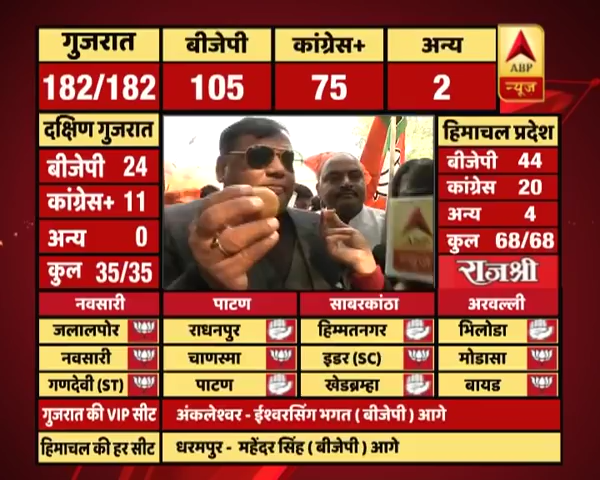 गुजरात बीजेपी कांग्रेस+ अन्य
182/182 105 75 2
ABP
न्यूज़
दक्षिण गुजरात
बीजेपी 24
कांग्रेस+ 11
अन्य 0
कुल 35/35
हिमाचल प्रदेश
बीजेपी 44
कांग्रेस 20
अन्य 4
कुल 68/68
राजश्री
नवसारी पाटण साबरकांठा अरवल्ली
जलालपोर राधनपुर हिम्मतनगर भिलोडा
नवसारी चाणस्मा इडर (SC) मोडासा
गणदेवी (ST) पाटण खेडब्रम्हा बायड
गुजरात की VIP सीट अंकलेश्वर - ईश्वरसिंग भगत ( बीजेपी ) आगे
हिमाचल की हर सीट धरमपुर - महेंदर सिंह ( बीजेपी ) आगे